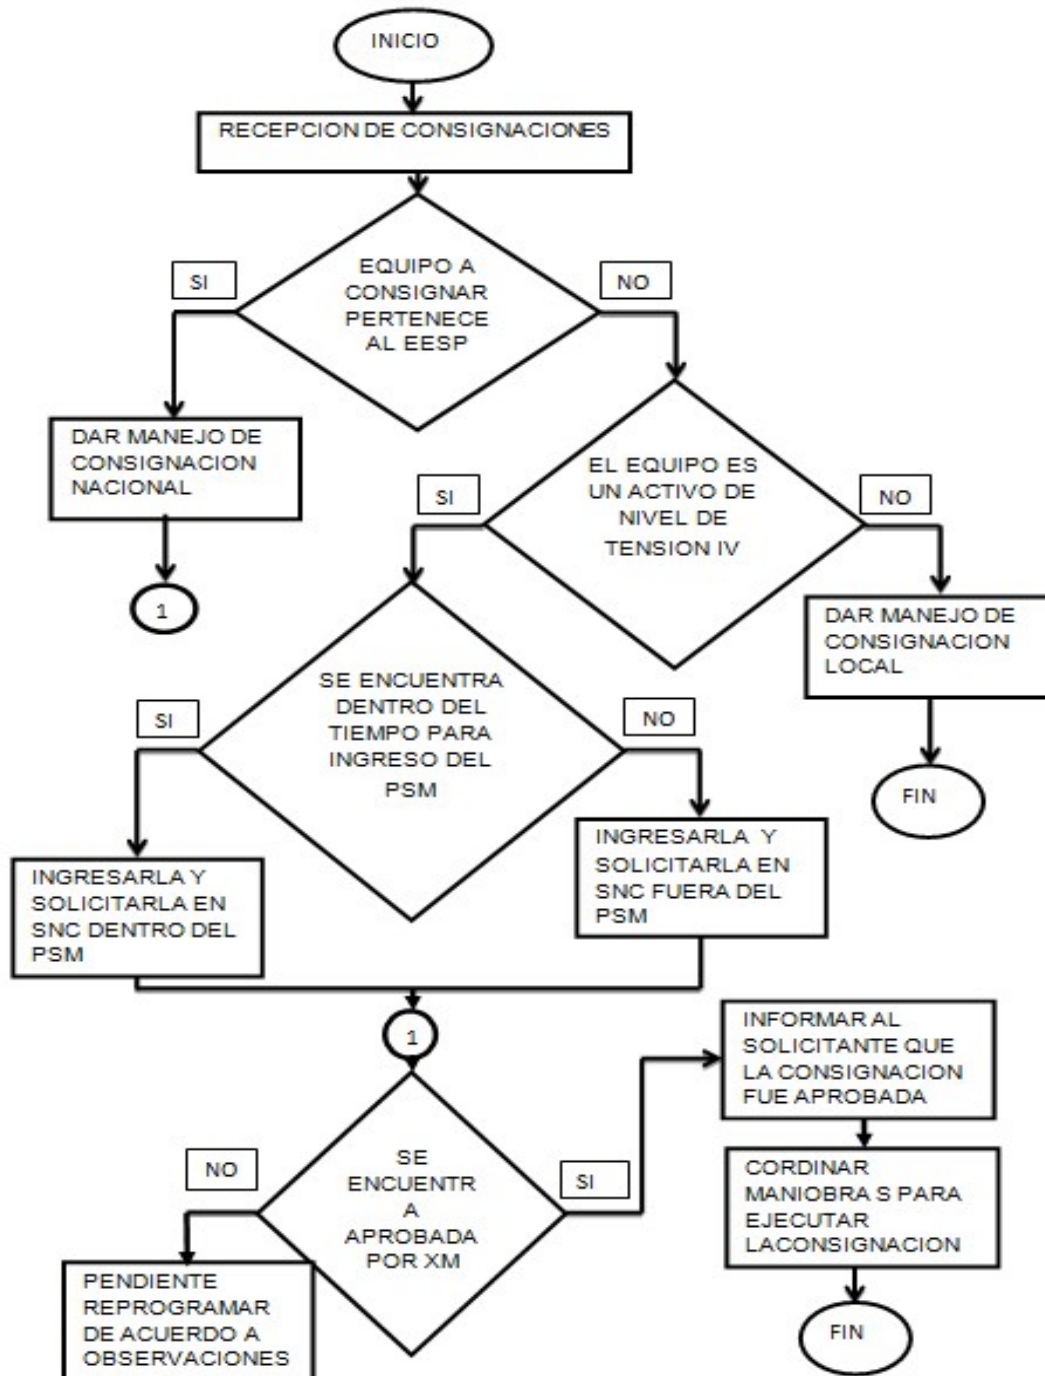 INICIO
RECEPCION DE CONSIGNACIONES
EQUIPO A
CONSIGNAR
PERTENECE
AL EESP
SI
NO
DAR MANEJO DE
CONSIGNACION
NACIONAL
1
EL EQUIPO ES
UN ACTIVO DE
NIVEL DE
TENSION IV
SI
NO
DAR MANEJO DE
CONSIGNACION
LOCAL
FIN
SE ENCUENTRA
DENTRO DEL
TIEMPO PARA
INGRESO DEL
PSM
SI
NO
INGRESARLA Y
SOLICITARLA EN
SNC DENTRO DEL
PSM
INGRESARLA Y
SOLICITARLA EN
SNC FUERA DEL
PSM
1
SE
ENCUENTR
A
APROBADA
POR XM
NO
SI
PENDIENTE
REPROGRAMAR
DE ACUERDO A
OBSERVACIONES
INFORMAR AL
SOLICITANTE QUE
LA CONSIGNACION
FUE APROBADA
CORDINAR
MANIOBRA S PARA
EJECUTAR
LACONSIGNACION
FIN